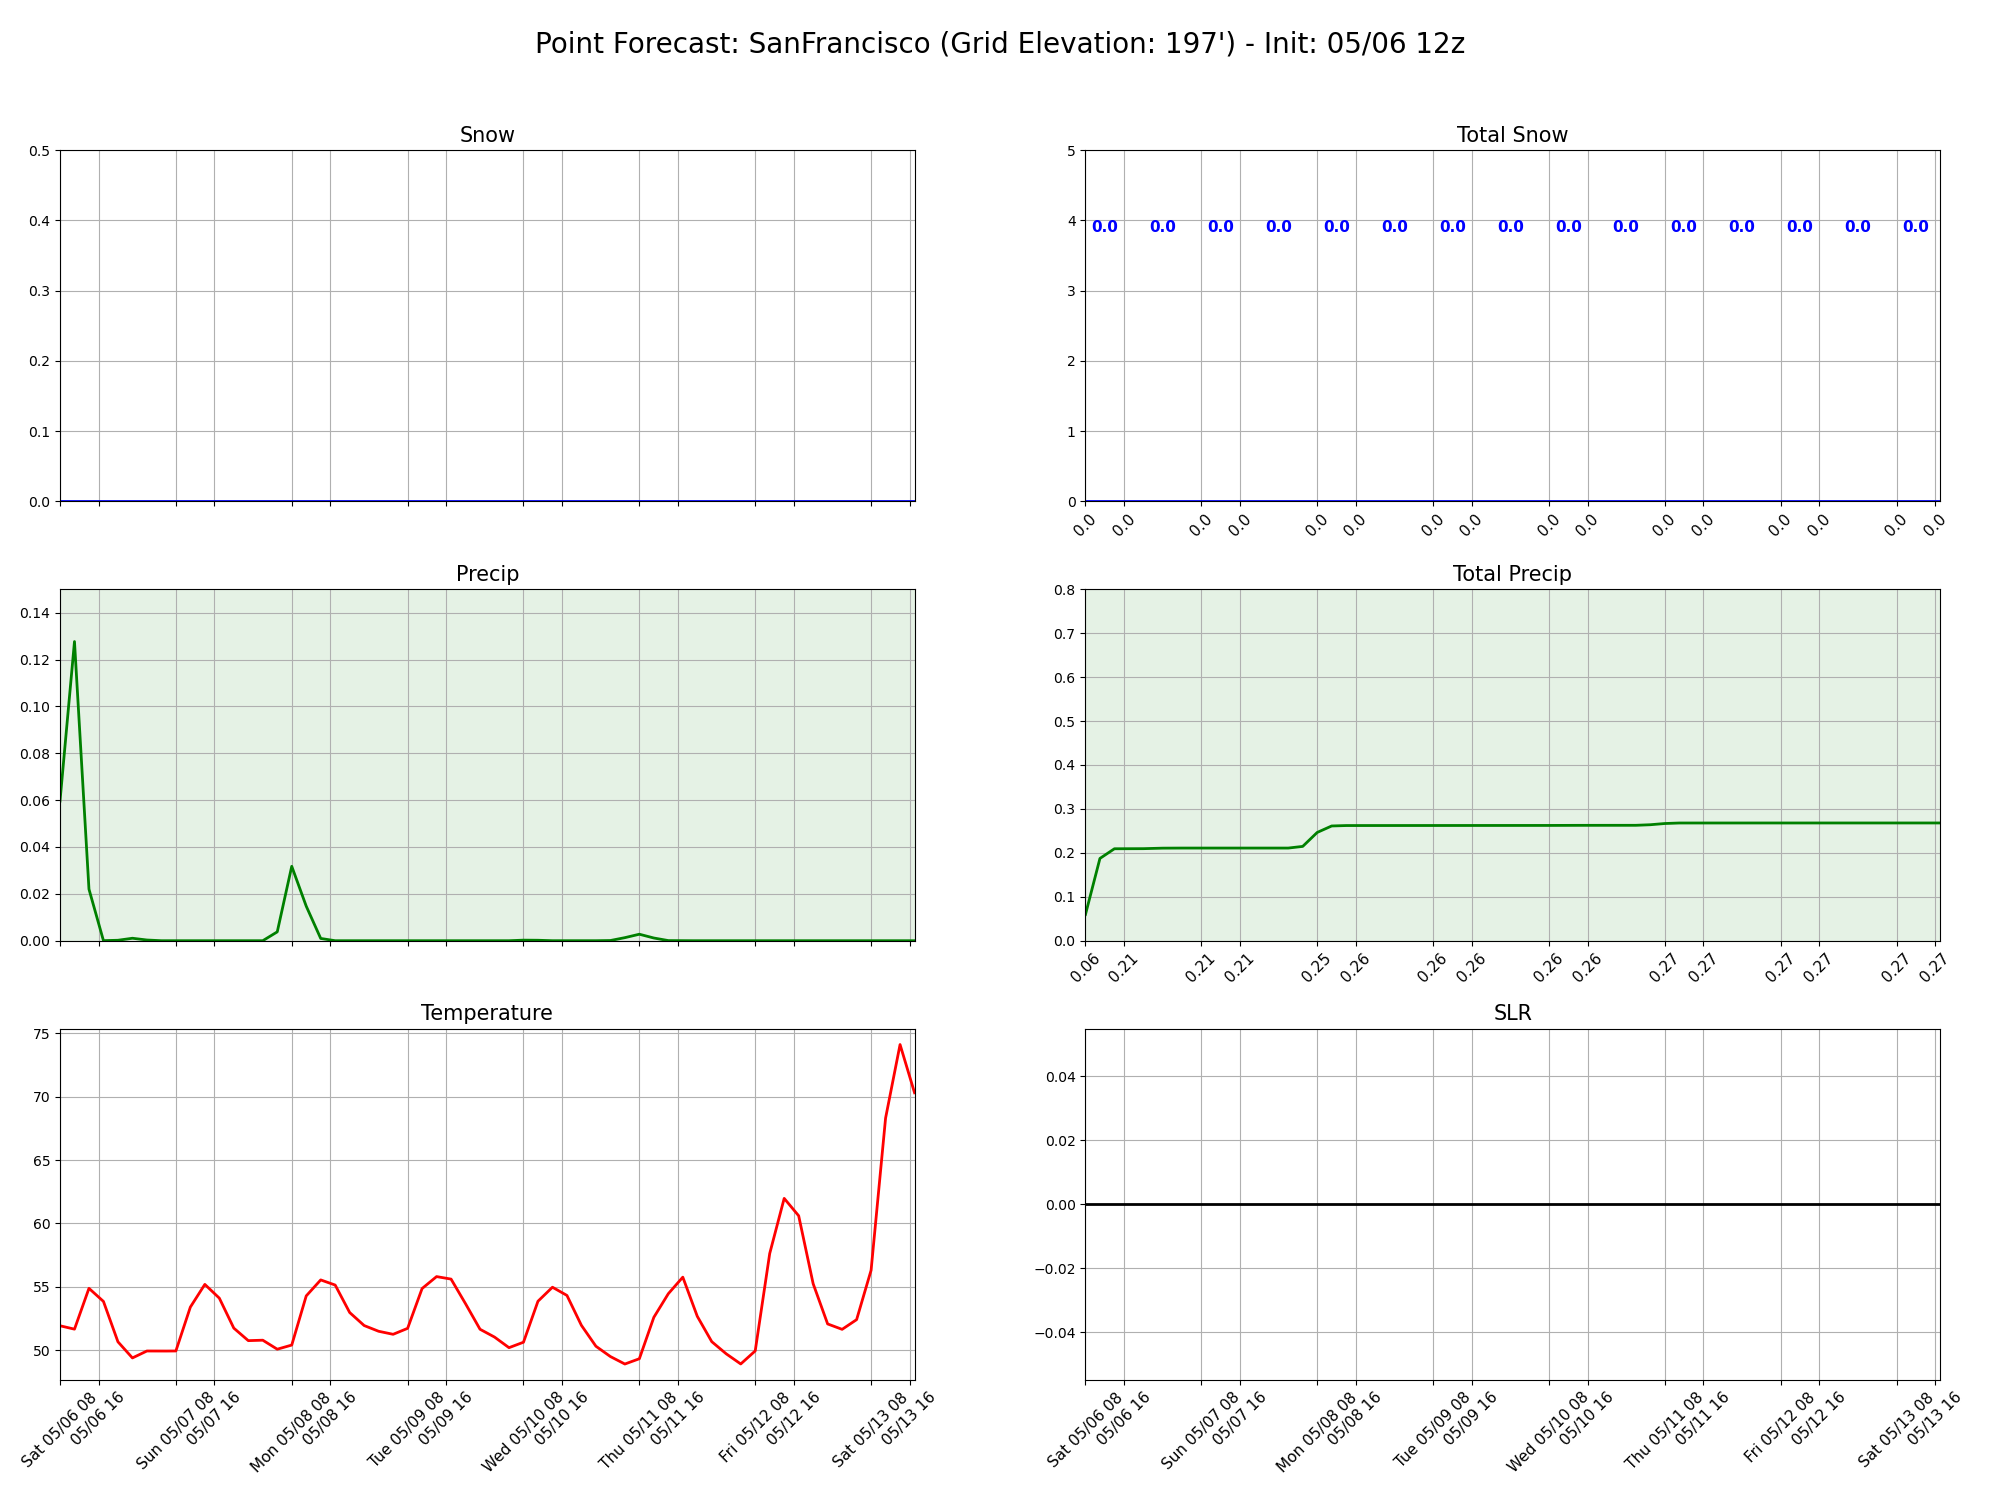 Point Forecast: SanFrancisco (Grid Elevation: 197') - Init: 05/06 12z
Snow
0.5
0.4
0.3
0.2
0.1
0.0
Total Snow
5
4
3
2
1
0
0.0 0.0 0.0 0.0 0.0 0.0 0.0 0.0 0.0 0.0 0.0 0.0 0.0 0.0 0.0
0.0 0.0 0.0 0.0 0.0 0.0 0.0 0.0 0.0 0.0 0.0 0.0 0.0 0.0 0.0 0.0
Precip
0.14
0.12
0.10
0.08
0.06
0.04
0.02
0.00
Total Precip
0.8
0.7
0.6
0.5
0.4
0.3
0.2
0.1
0.0
0.06 0.21 0.21 0.21 0.25 0.26 0.26 0.26 0.26 0.26 0.27 0.27 0.27 0.27 0.27 0.27
Temperature
75
70
65
60
55
50
Sat 05/06 08
05/06 16
Sun 05/07 08
05/07 16
Mon 05/08 08
05/08 16
Tue 05/09 08
05/09 16
Wed 05/10 08
05/10 16
Thu 05/11 08
05/11 16
Fri 05/12 08
05/12 16
Sat 05/13 08
05/13 16
SLR
0.04
0.02
0.00
−0.02
−0.04
Sat 05/06 08
05/06 16
Sun 05/07 08
05/07 16
Mon 05/08 08
05/08 16
Tue 05/09 08
05/09 16
Wed 05/10 08
05/10 16
Thu 05/11 08
05/11 16
Fri 05/12 08
05/12 16
Sat 05/13 08
05/13 16